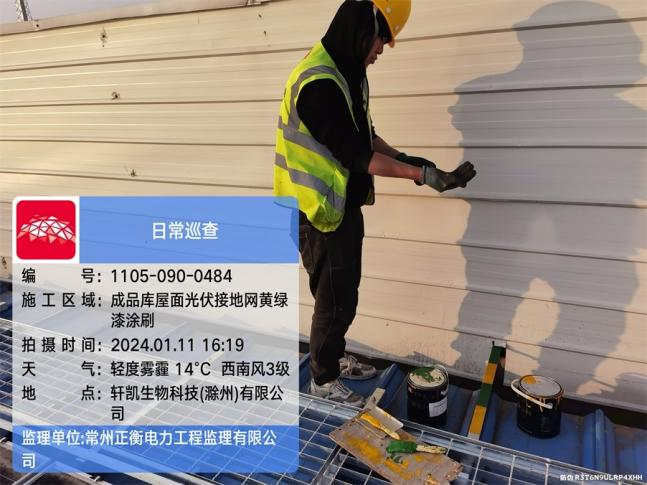 日常巡查
编号：1105-090-0484
施工区域：成品库屋面光伏接地网黄绿
漆涂刷
拍摄时间：2024.01.11 16:19
天气：轻度雾霾 14°C 西南风3级
地点：轩凯生物科技(滁州)有限公
司
监理单位:常州正衡电力工程监理有限公
司
防伪 R3T6N9ULRP4XHH